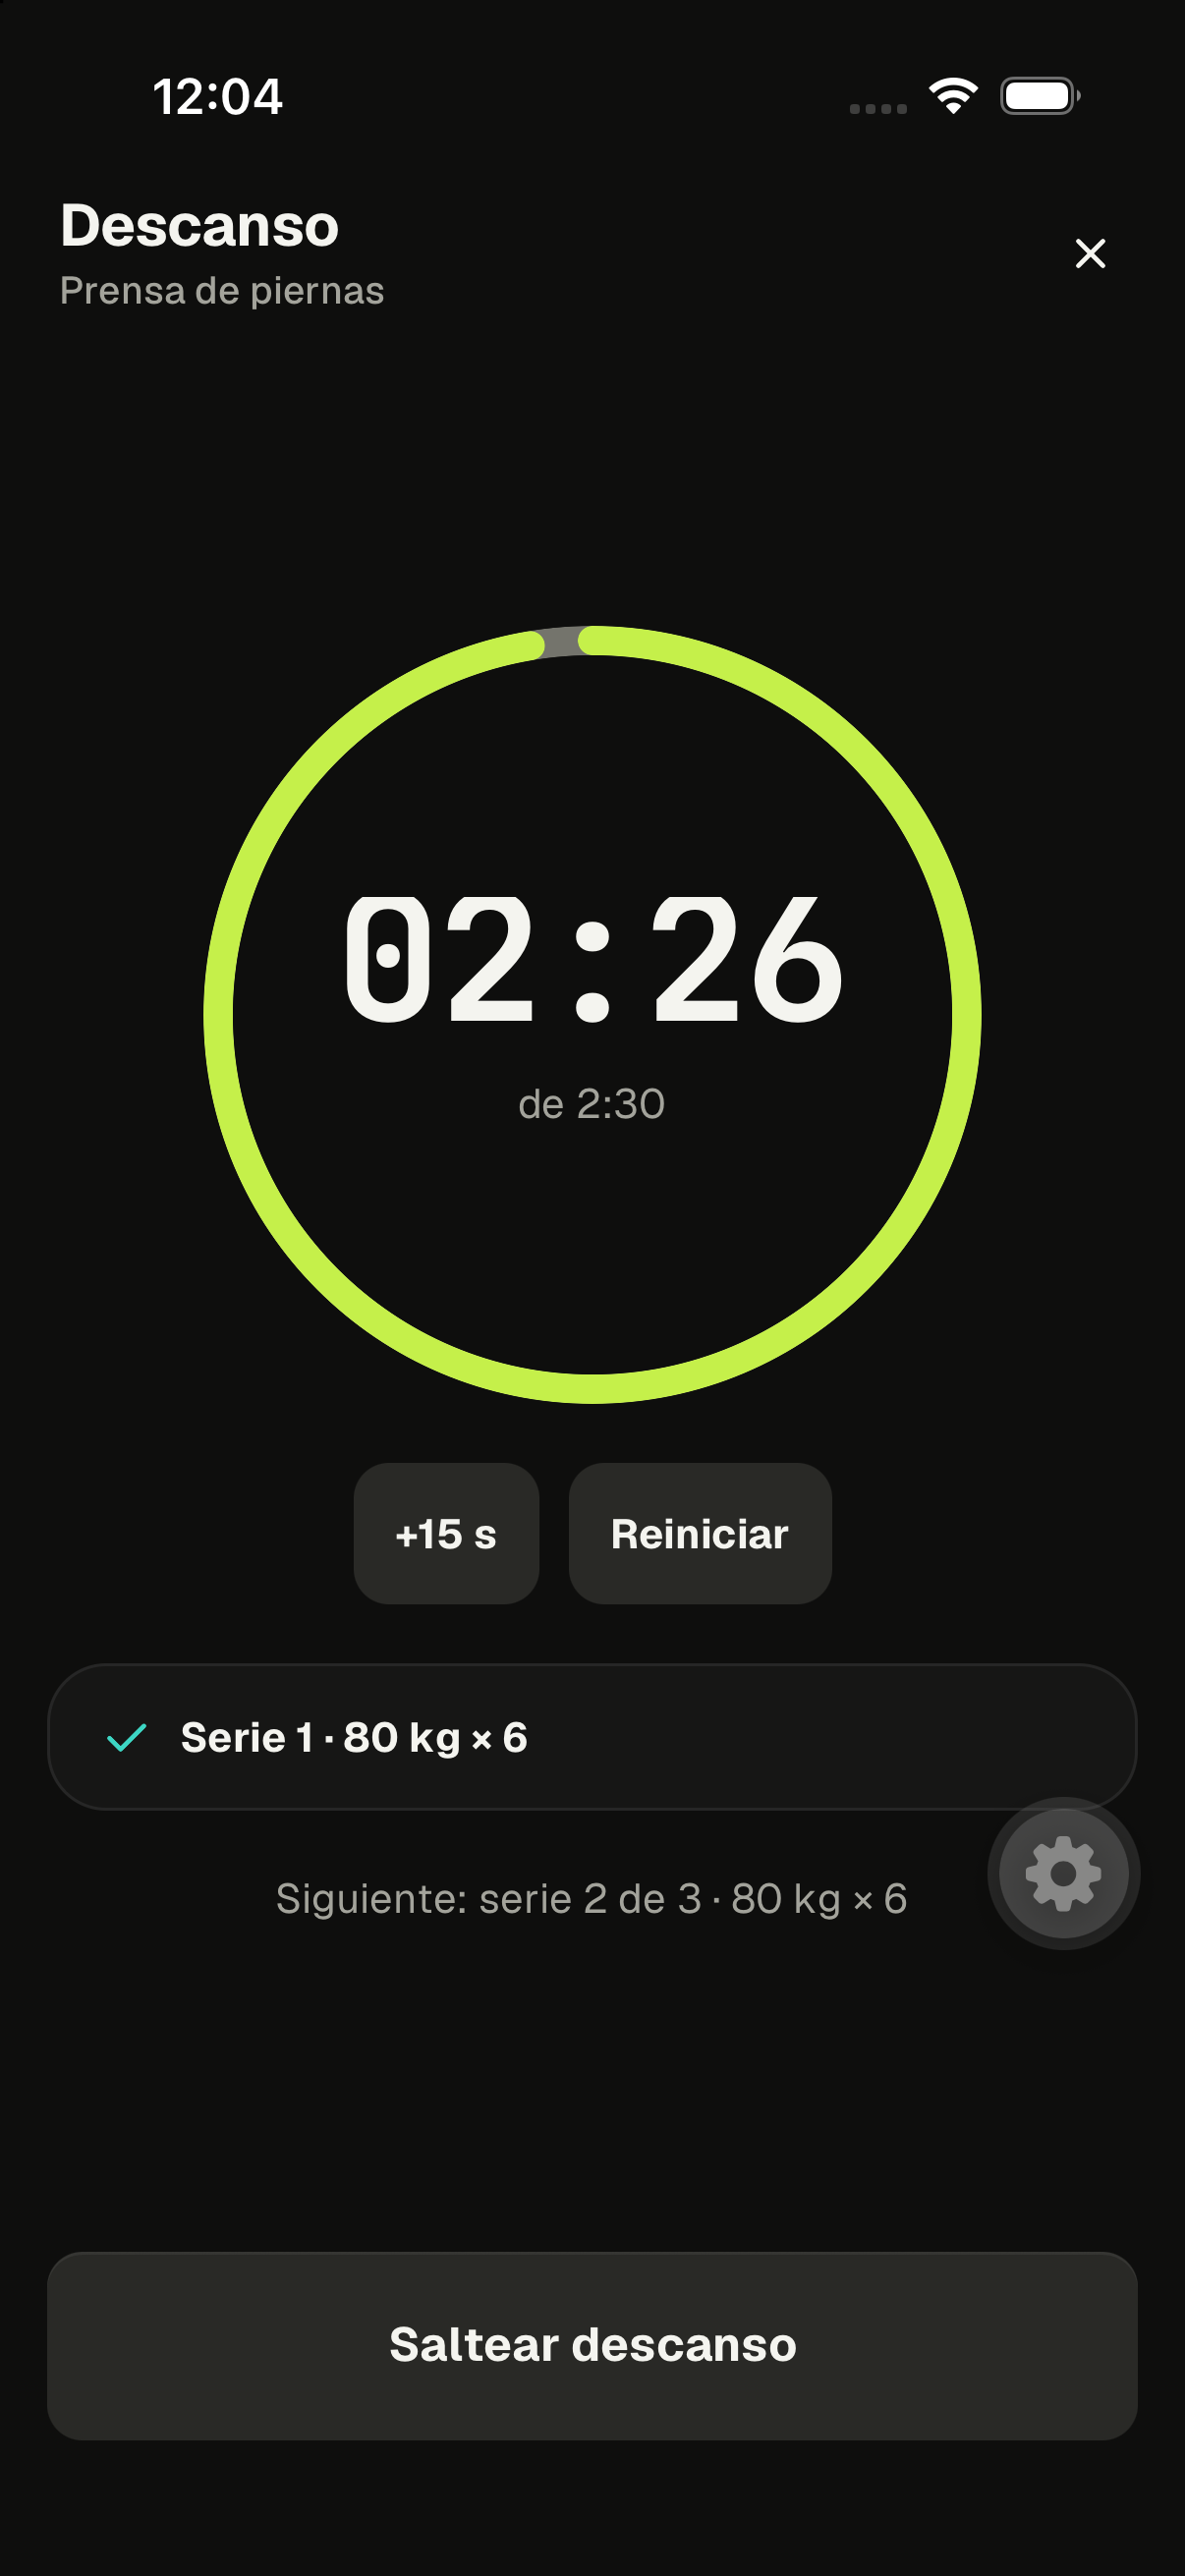 12:04
Descanso
Prensa de piernas
02:26
de 2:30
+15 s
Reiniciar
Serie 1 · 80 kg × 6
Siguiente: serie 2 de 3 · 80 kg × 6
Saltear descanso